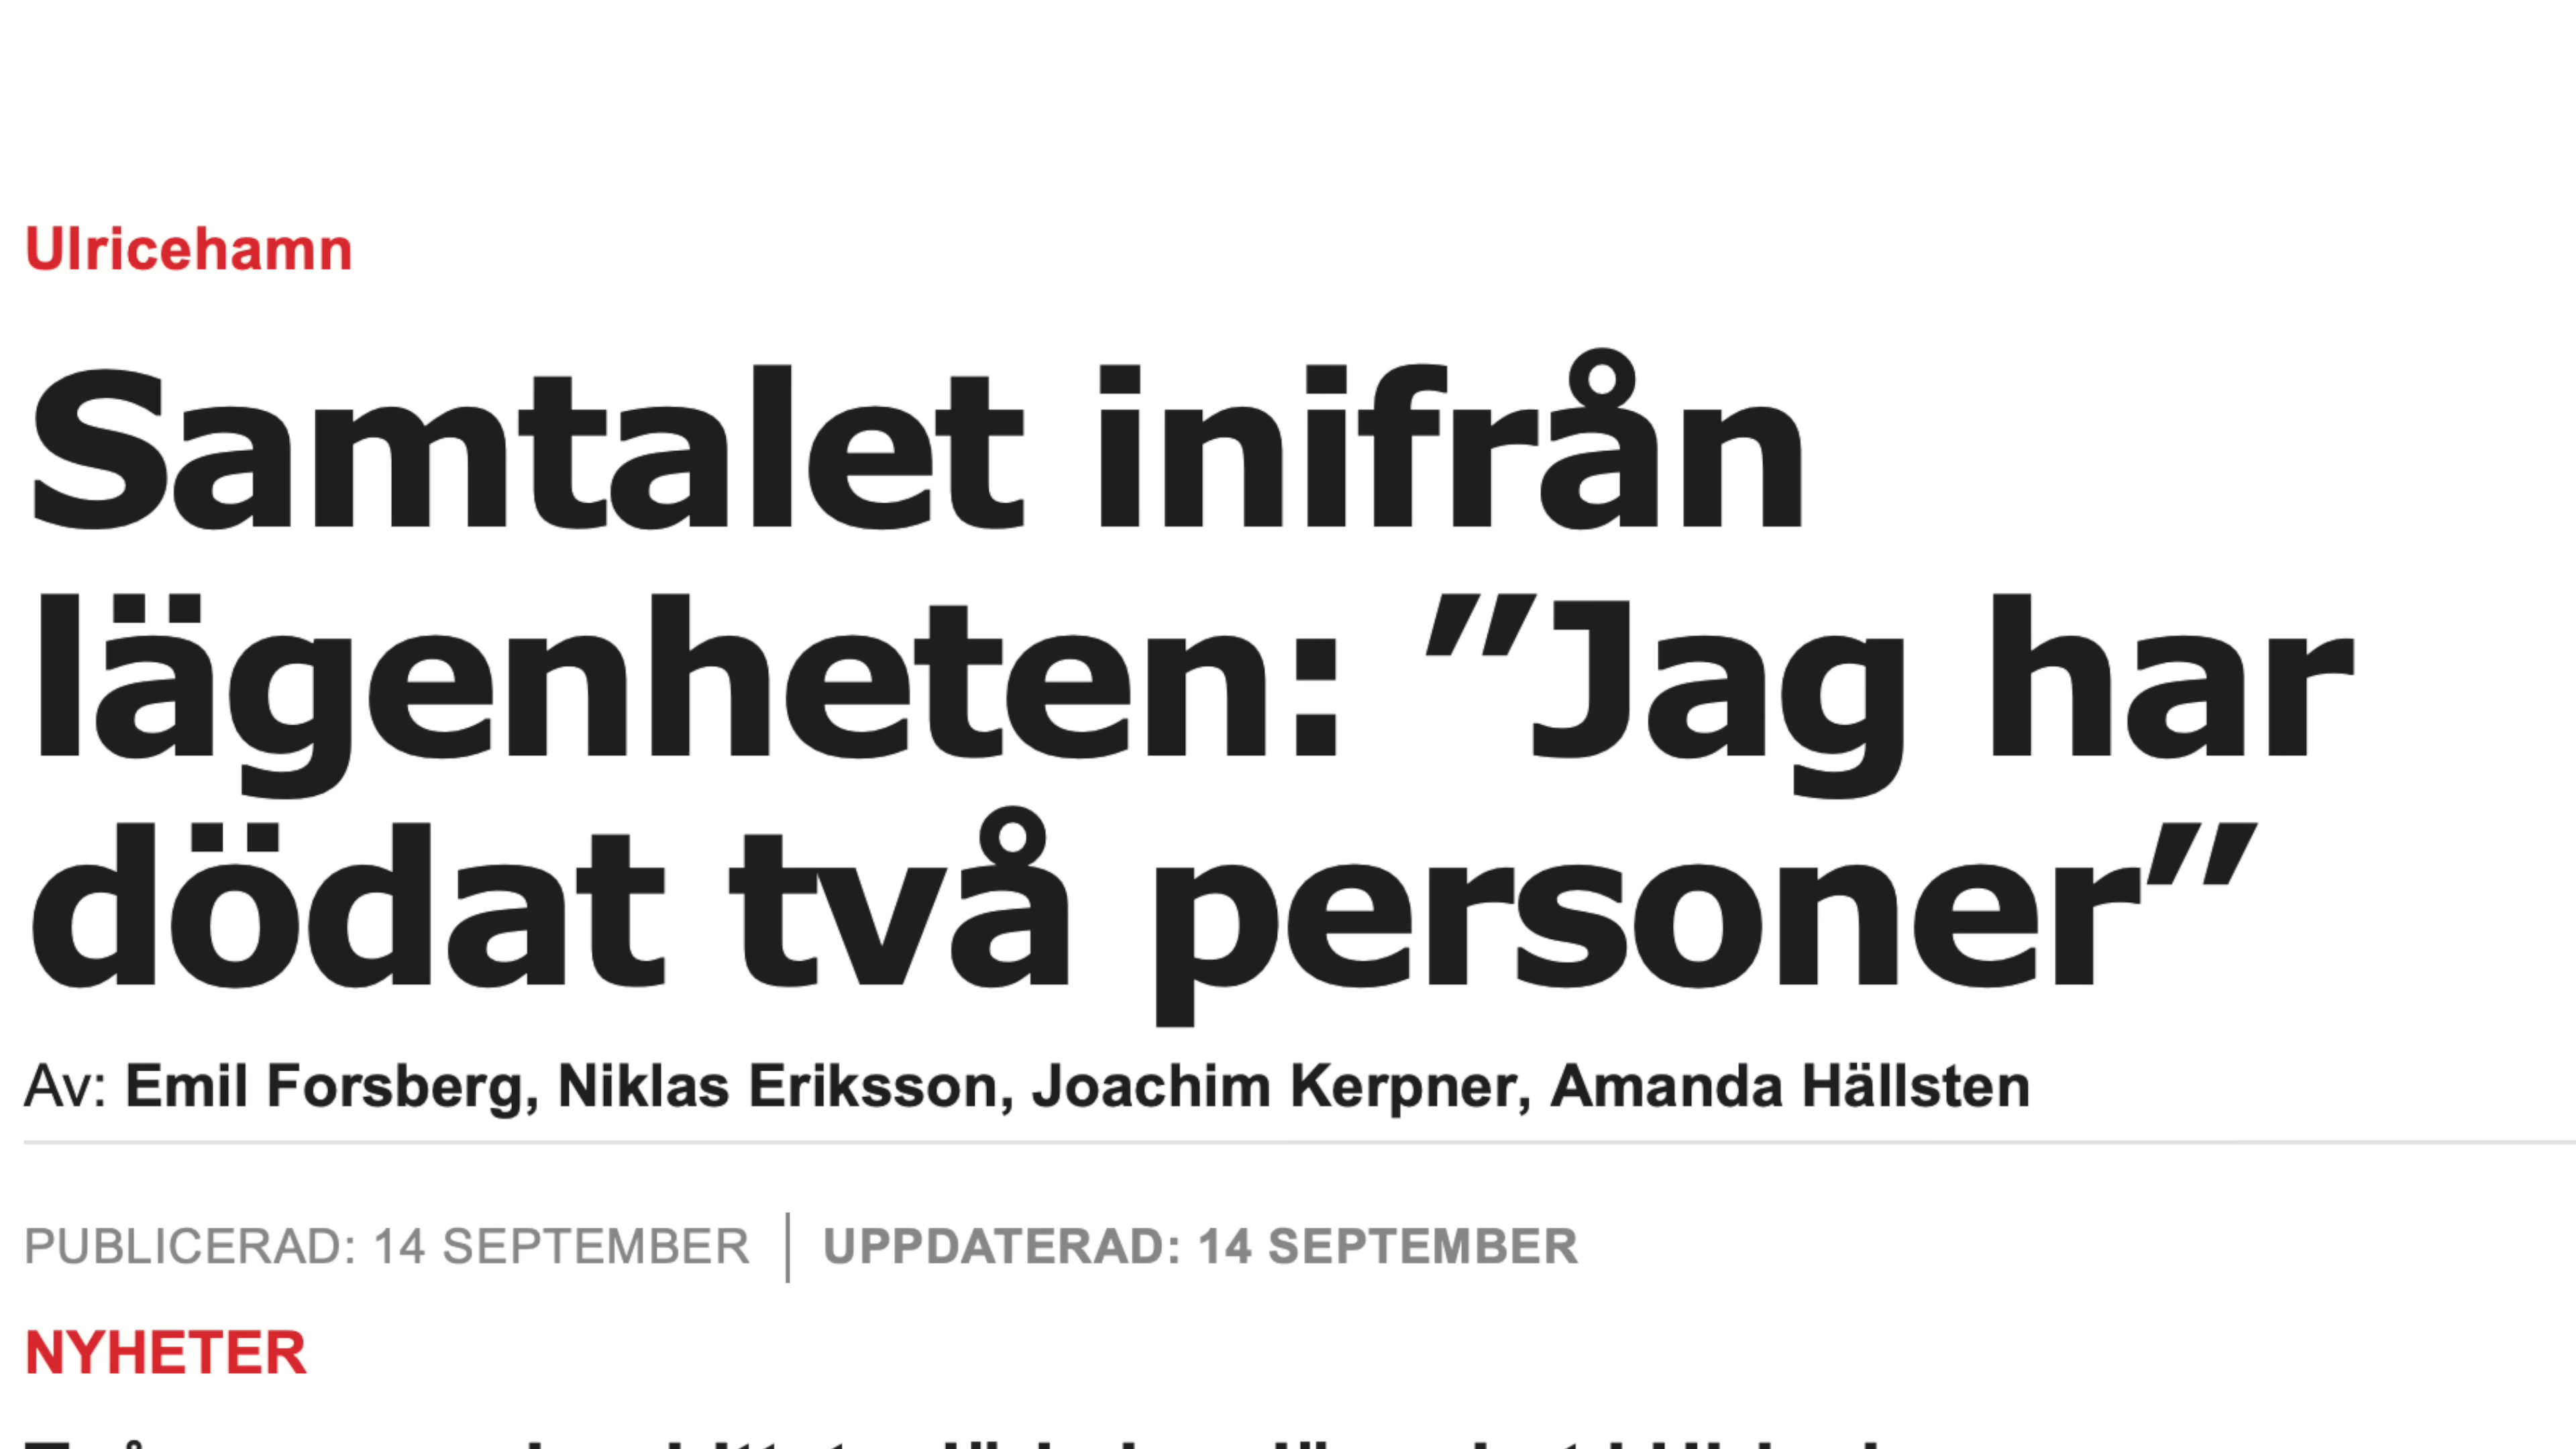 Ulricehamn
Samtalet inifrån
lägenheten: ”Jag har
dödat två personer”
Av: Emil Forsberg, Niklas Eriksson, Joachim Kerpner, Amanda Hällsten
PUBLICERAD: 14 SEPTEMBER | UPPDATERAD: 14 SEPTEMBER
NYHETER